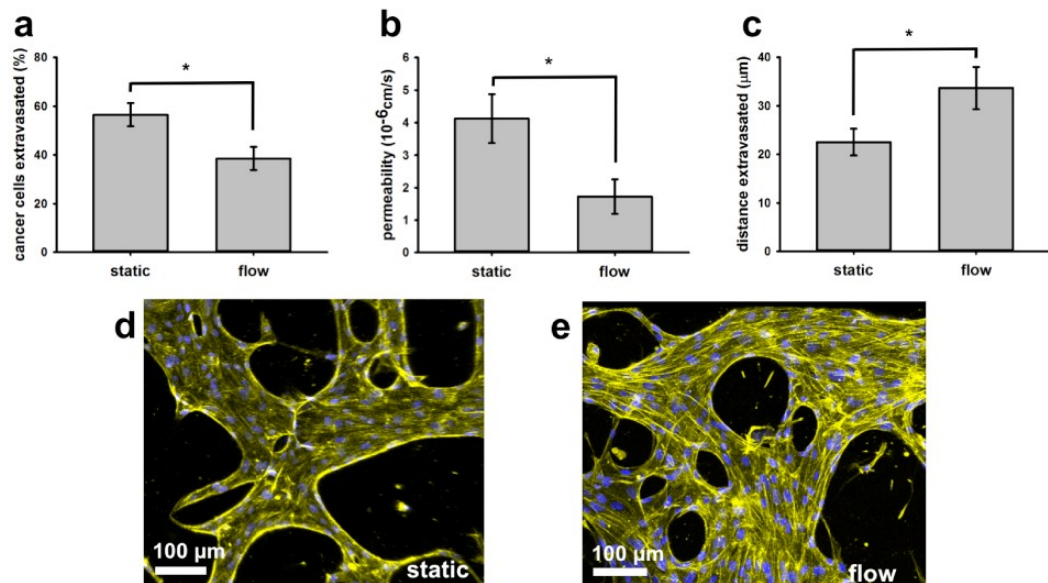 a
cancer cells extravasated (%)
80
60
40
20
0
*
static
flow
b
permeability (10-6cm/s)
6
5
4
3
2
1
0
*
static
flow
c
distance extravasated (μm)
40
30
20
10
0
*
static
flow
d
100 μm
static
e
100 μm
flow